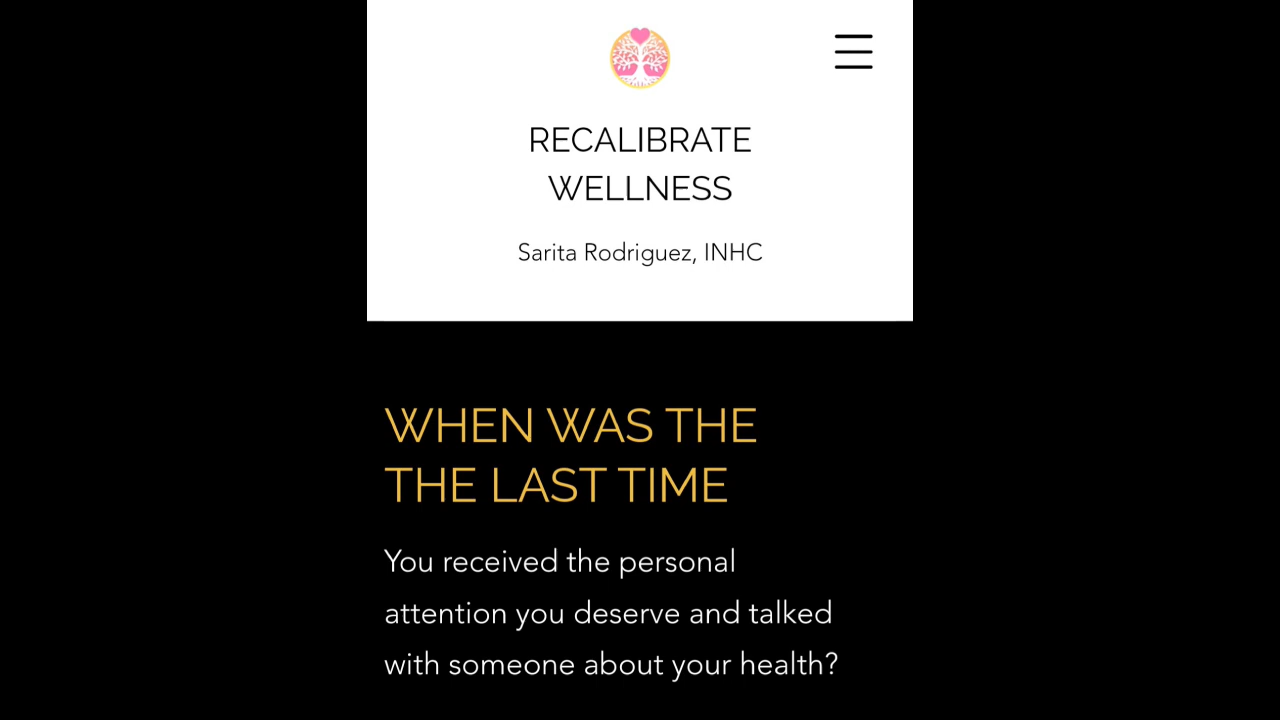 RECALIBRATE
WELLNESS
Sarita Rodriguez, INHC
WHEN WAS THE
THE LAST TIME
You received the personal
attention you deserve and talked
with someone about your health?